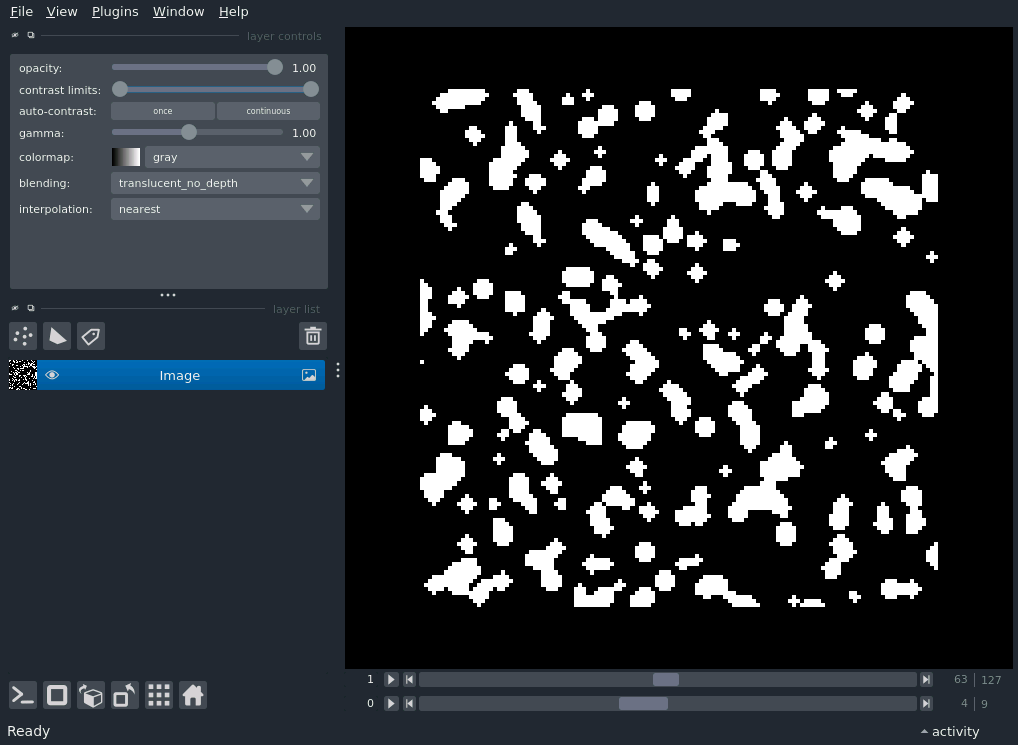 File View Plugins Window Help
layer controls
opacity: 1.00
contrast limits:
auto-contrast: once continuous
gamma: 1.00
colormap: gray
blending: translucent_no_depth
interpolation: nearest
layer list
Image
1 63 127
0 4 9
Ready activity